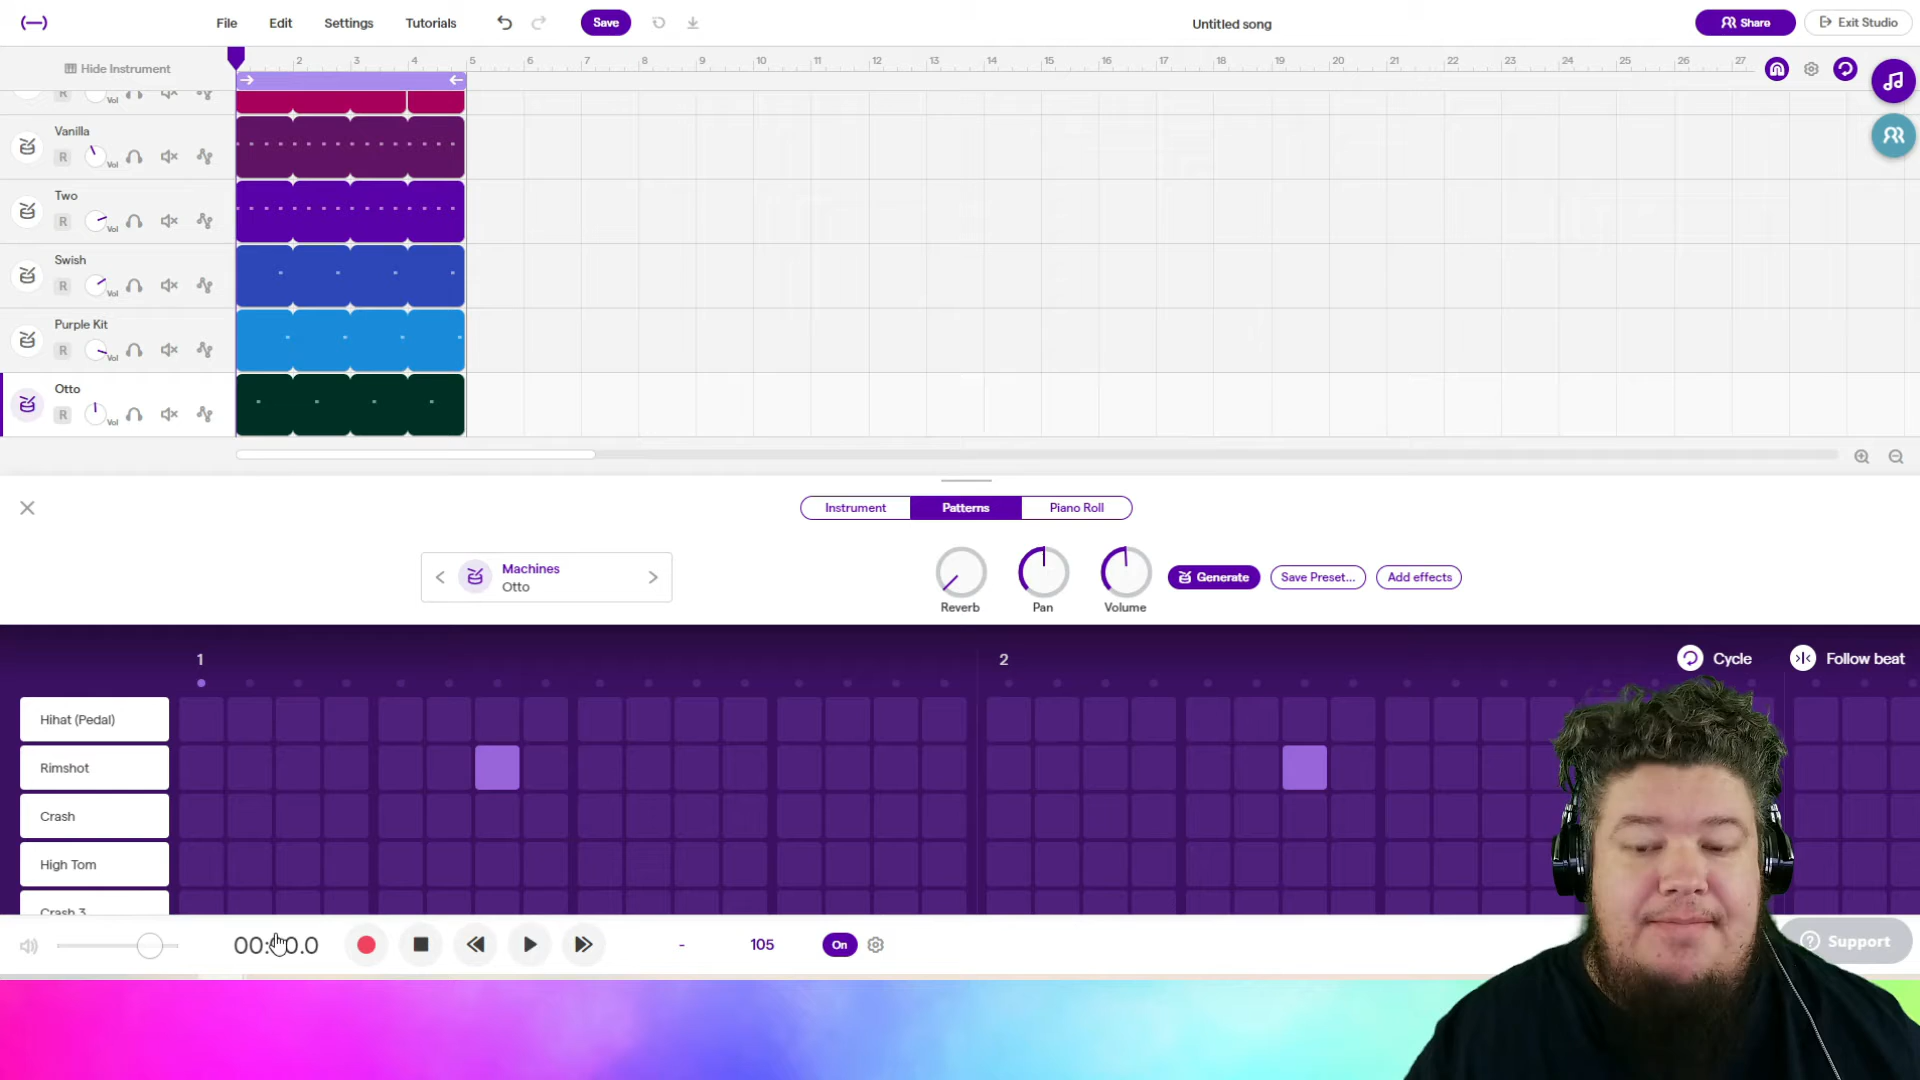 File Edit Settings Tutorials Save Untitled song Share Exit Studio
Hide Instrument 2 3 4 5 6 7 8 9 10 11 12 13 14 15 16 17 18 19 20 21 22 23 24 25 26 27
R Vol
Vanilla
R Vol
Two
R Vol
Swish
R Vol
Purple Kit
R Vol
Otto
R Vol
Instrument Patterns Piano Roll
Machines
Otto
Reverb Pan Volume Generate Save Preset... Add effects
1 2 Cycle Follow beat
Hihat (Pedal)
Rimshot
Crash
High Tom
Crash 3
- 105 On Support